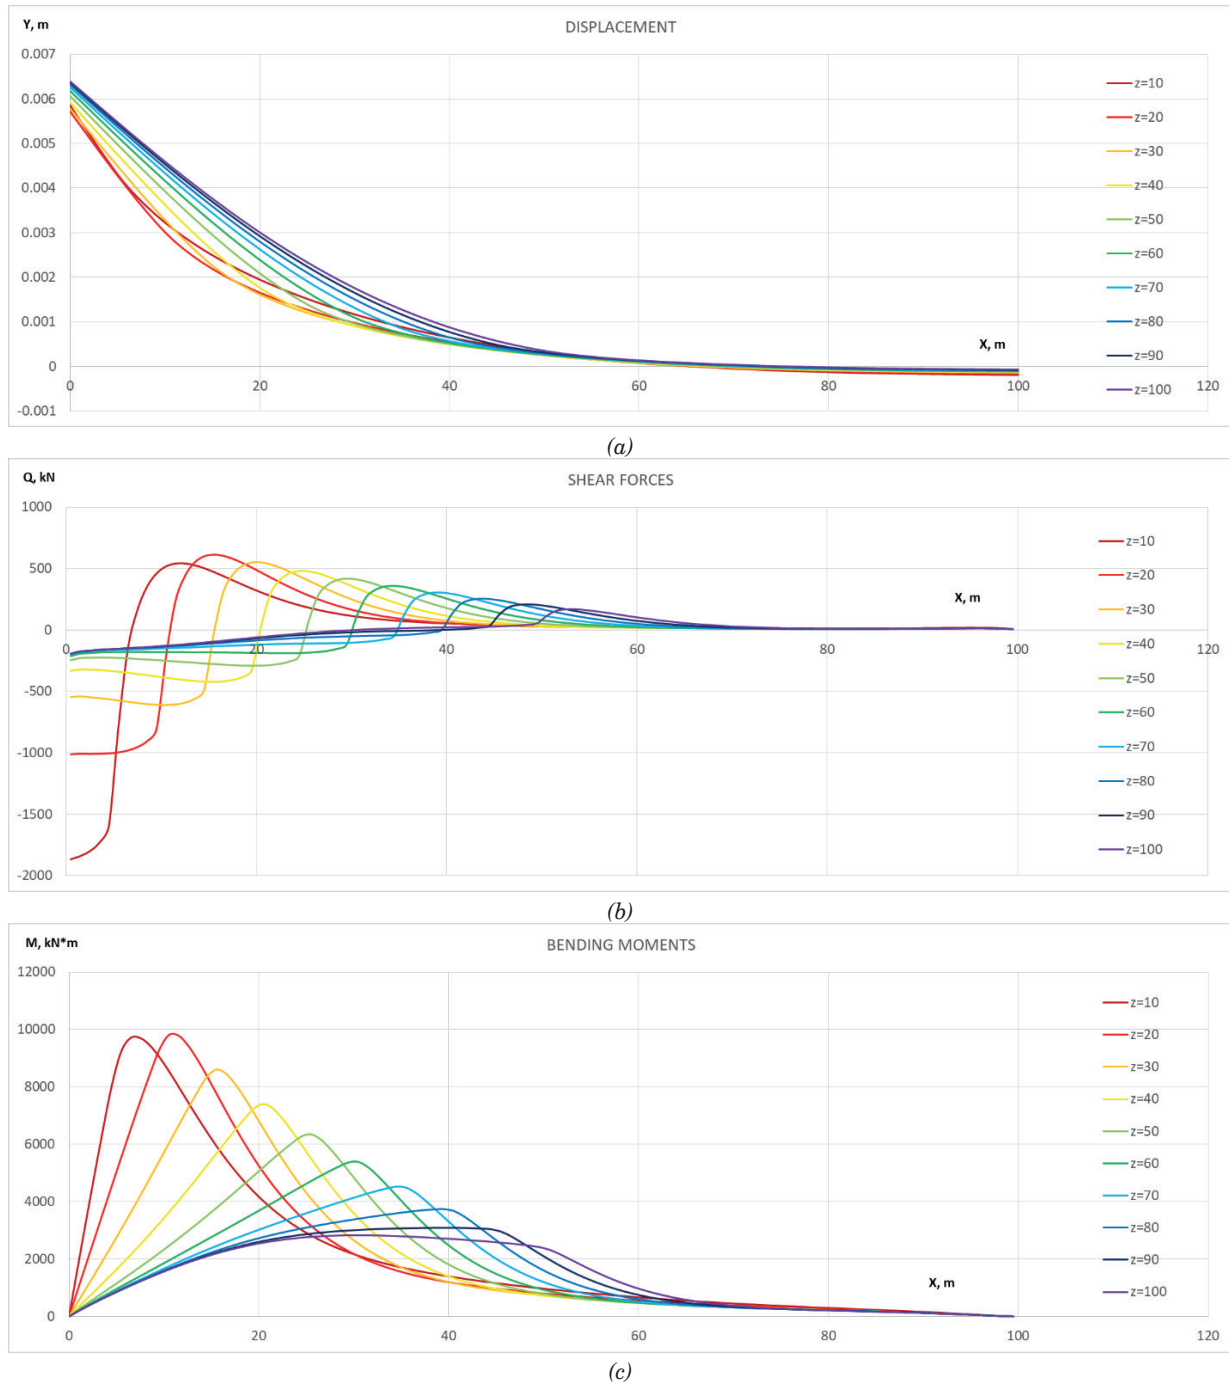 Y, m
DISPLACEMENT
0.007
0.006
0.005
0.004
0.003
0.002
0.001
0
-0.001
0 20 40 60 80 100 120
X, m
z=10
z=20
z=30
z=40
z=50
z=60
z=70
z=80
z=90
z=100
(a)
Q, kN
SHEAR FORCES
1000
500
0
-500
-1000
-1500
-2000
0 20 40 60 80 100 120
X, m
z=10
z=20
z=30
z=40
z=50
z=60
z=70
z=80
z=90
z=100
(b)
M, kN*m
BENDING MOMENTS
12000
10000
8000
6000
4000
2000
0
0 20 40 60 80 100 120
X, m
z=10
z=20
z=30
z=40
z=50
z=60
z=70
z=80
z=90
z=100
(c)